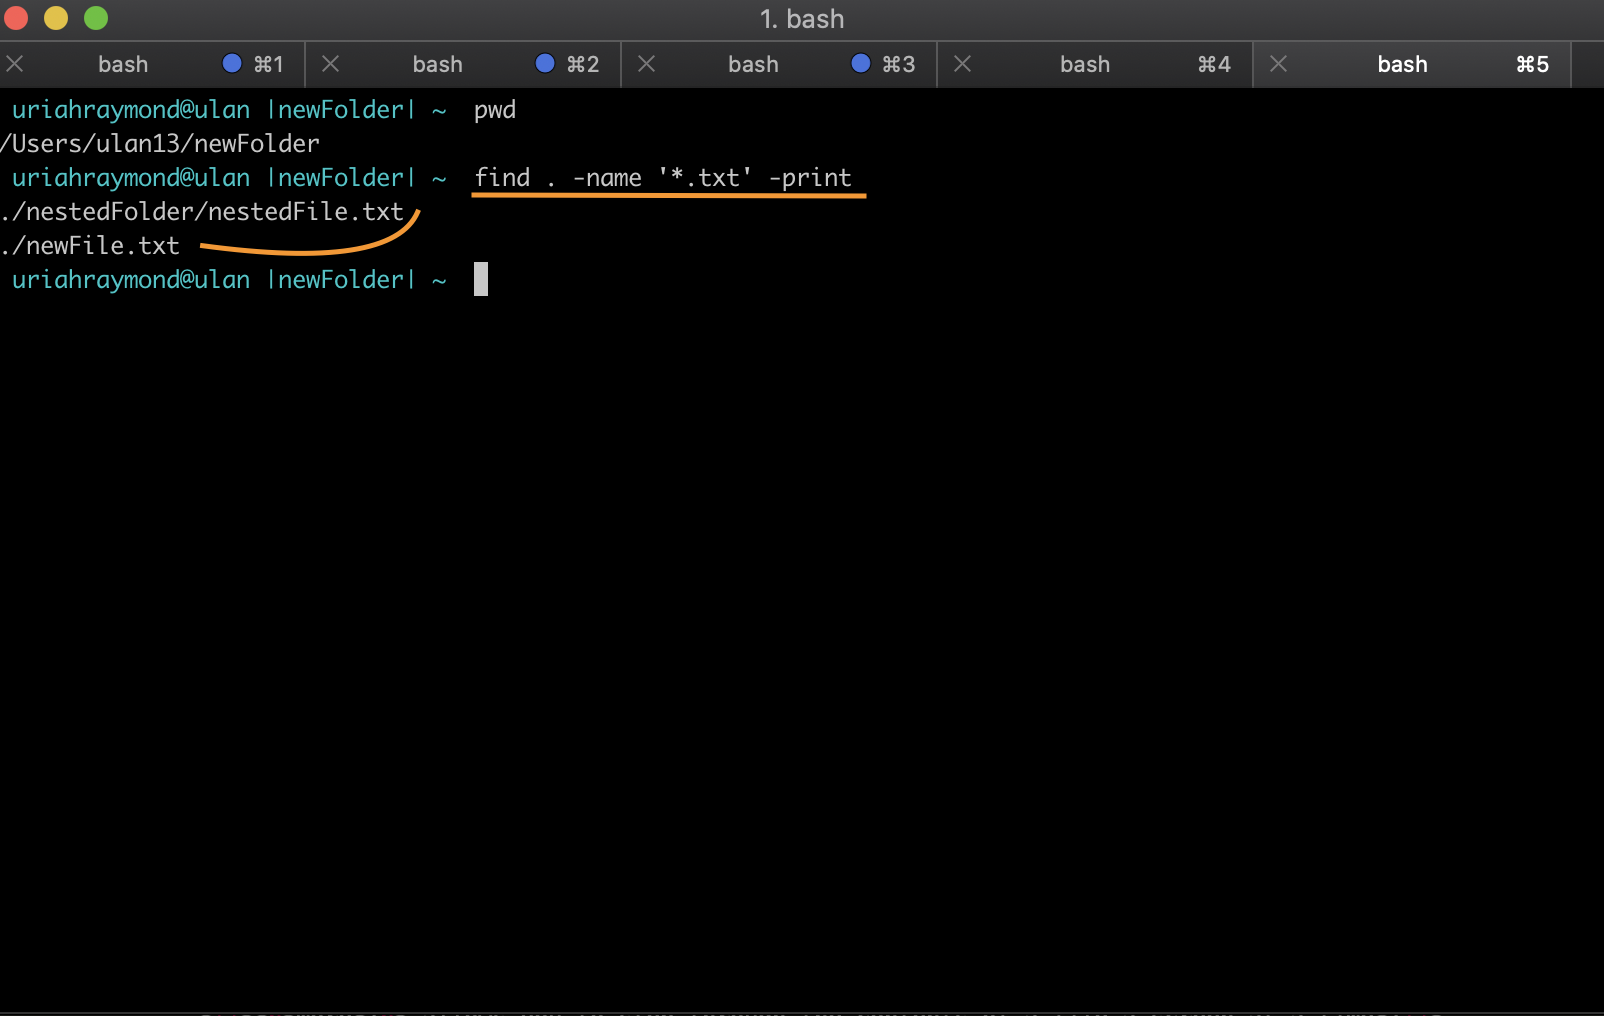 1. bash
bash ⌘1 bash ⌘2 bash ⌘3 bash ⌘4 bash ⌘5
uriahraymond@ulan |newFolder| ~ pwd
/Users/ulan13/newFolder
uriahraymond@ulan |newFolder| ~ find . -name '*.txt' -print
./nestedFolder/nestedFile.txt
./newFile.txt
uriahraymond@ulan |newFolder| ~